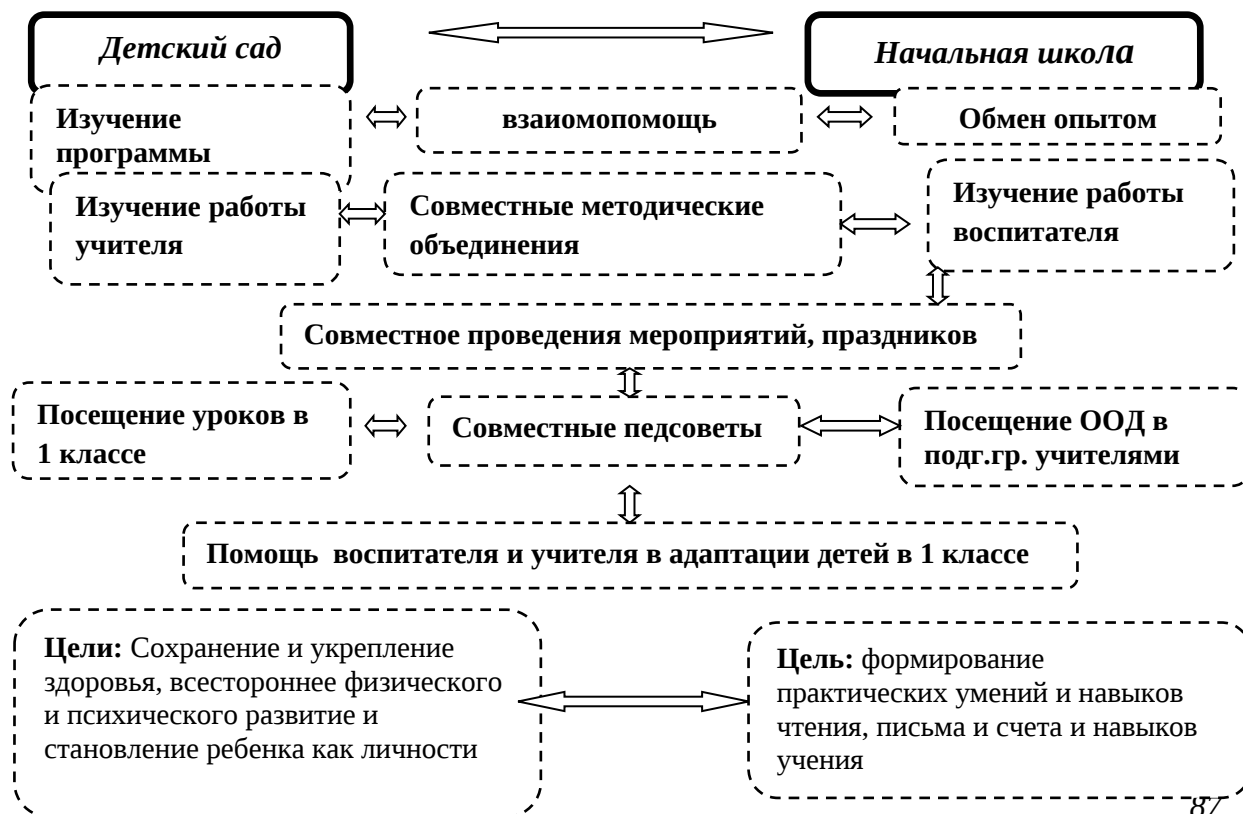 Детский сад
Начальная школа
Изучение
программы
взаиомопомощь
Обмен опытом
Изучение работы
учителя
Совместные методические
объединения
Изучение работы
воспитателя
Совместное проведения мероприятий, праздников
Посещение уроков в
1 классе
Совместные педсоветы
Посещение ООД в
подг.гр. учителями
Помощь воспитателя и учителя в адаптации детей в 1 классе
Цели: Сохранение и укрепление
здоровья, всестороннее физического
и психического развитие и
становление ребенка как личности
Цель: формирование
практических умений и навыков
чтения, письма и счета и навыков
учения
87